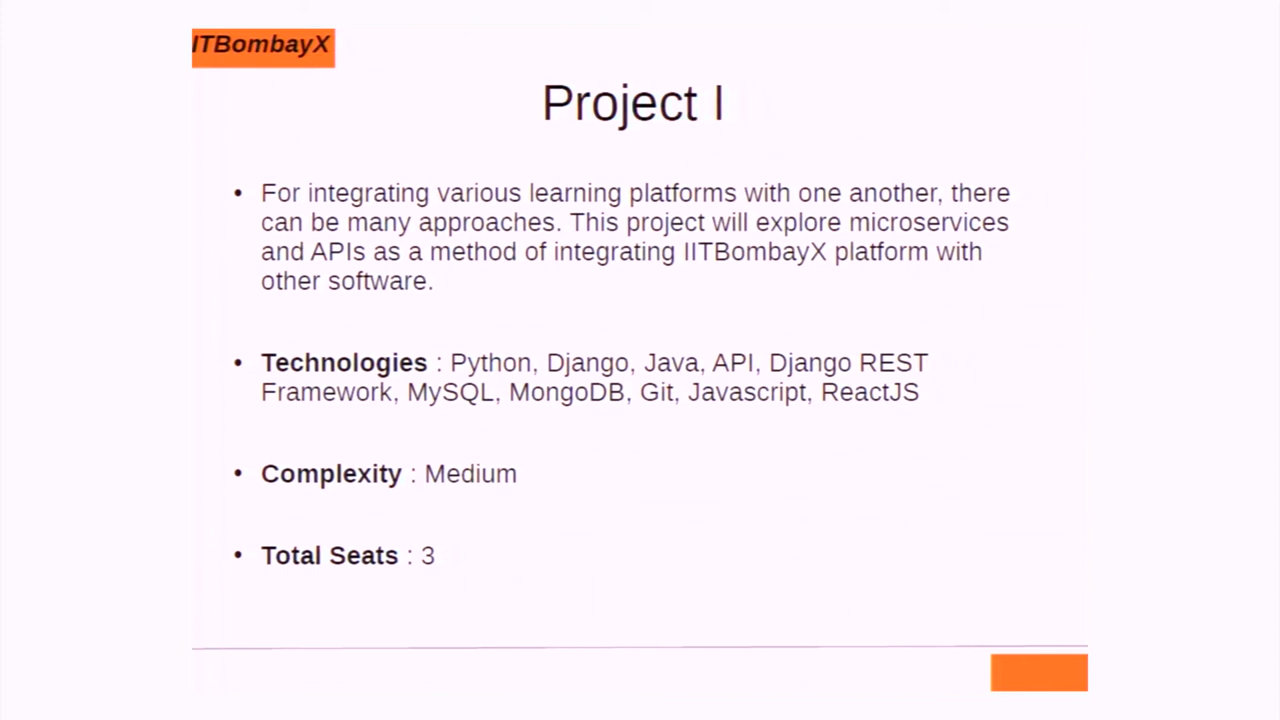 ITBombayX
Project I
• For integrating various learning platforms with one another, there
can be many approaches. This project will explore microservices
and APIs as a method of integrating IITBombayX platform with
other software.
• Technologies : Python, Django, Java, API, Django REST
Framework, MySQL, MongoDB, Git, Javascript, ReactJS
• Complexity : Medium
• Total Seats : 3